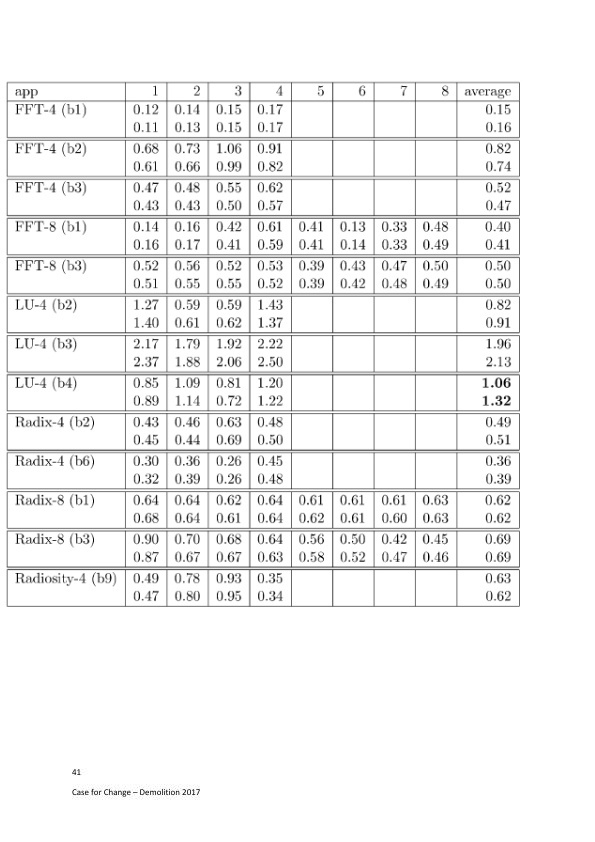 app 1 2 3 4 5 6 7 8 average
FFT-4 (b1) 0.12 0.14 0.15 0.17 0.15
0.11 0.13 0.15 0.17 0.16
FFT-4 (b2) 0.68 0.73 1.06 0.91 0.82
0.61 0.66 0.99 0.82 0.74
FFT-4 (b3) 0.47 0.48 0.55 0.62 0.52
0.43 0.43 0.50 0.57 0.47
FFT-8 (b1) 0.14 0.16 0.42 0.61 0.41 0.13 0.33 0.48 0.40
0.16 0.17 0.41 0.59 0.41 0.14 0.33 0.49 0.41
FFT-8 (b3) 0.52 0.56 0.52 0.53 0.39 0.43 0.47 0.50 0.50
0.51 0.55 0.55 0.52 0.39 0.42 0.48 0.49 0.50
LU-4 (b2) 1.27 0.59 0.59 1.43 0.82
1.40 0.61 0.62 1.37 0.91
LU-4 (b3) 2.17 1.79 1.92 2.22 1.96
2.37 1.88 2.06 2.50 2.13
LU-4 (b4) 0.85 1.09 0.81 1.20 1.06
0.89 1.14 0.72 1.22 1.32
Radix-4 (b2) 0.43 0.46 0.63 0.48 0.49
0.45 0.44 0.69 0.50 0.51
Radix-4 (b6) 0.30 0.36 0.26 0.45 0.36
0.32 0.39 0.26 0.48 0.39
Radix-8 (b1) 0.64 0.64 0.62 0.64 0.61 0.61 0.61 0.63 0.62
0.68 0.64 0.61 0.64 0.62 0.61 0.60 0.63 0.62
Radix-8 (b3) 0.90 0.70 0.68 0.64 0.56 0.50 0.42 0.45 0.69
0.87 0.67 0.67 0.63 0.58 0.52 0.47 0.46 0.69
Radiosity-4 (b9) 0.49 0.78 0.93 0.35 0.63
0.47 0.80 0.95 0.34 0.62
41
Case for Change – Demolition 2017